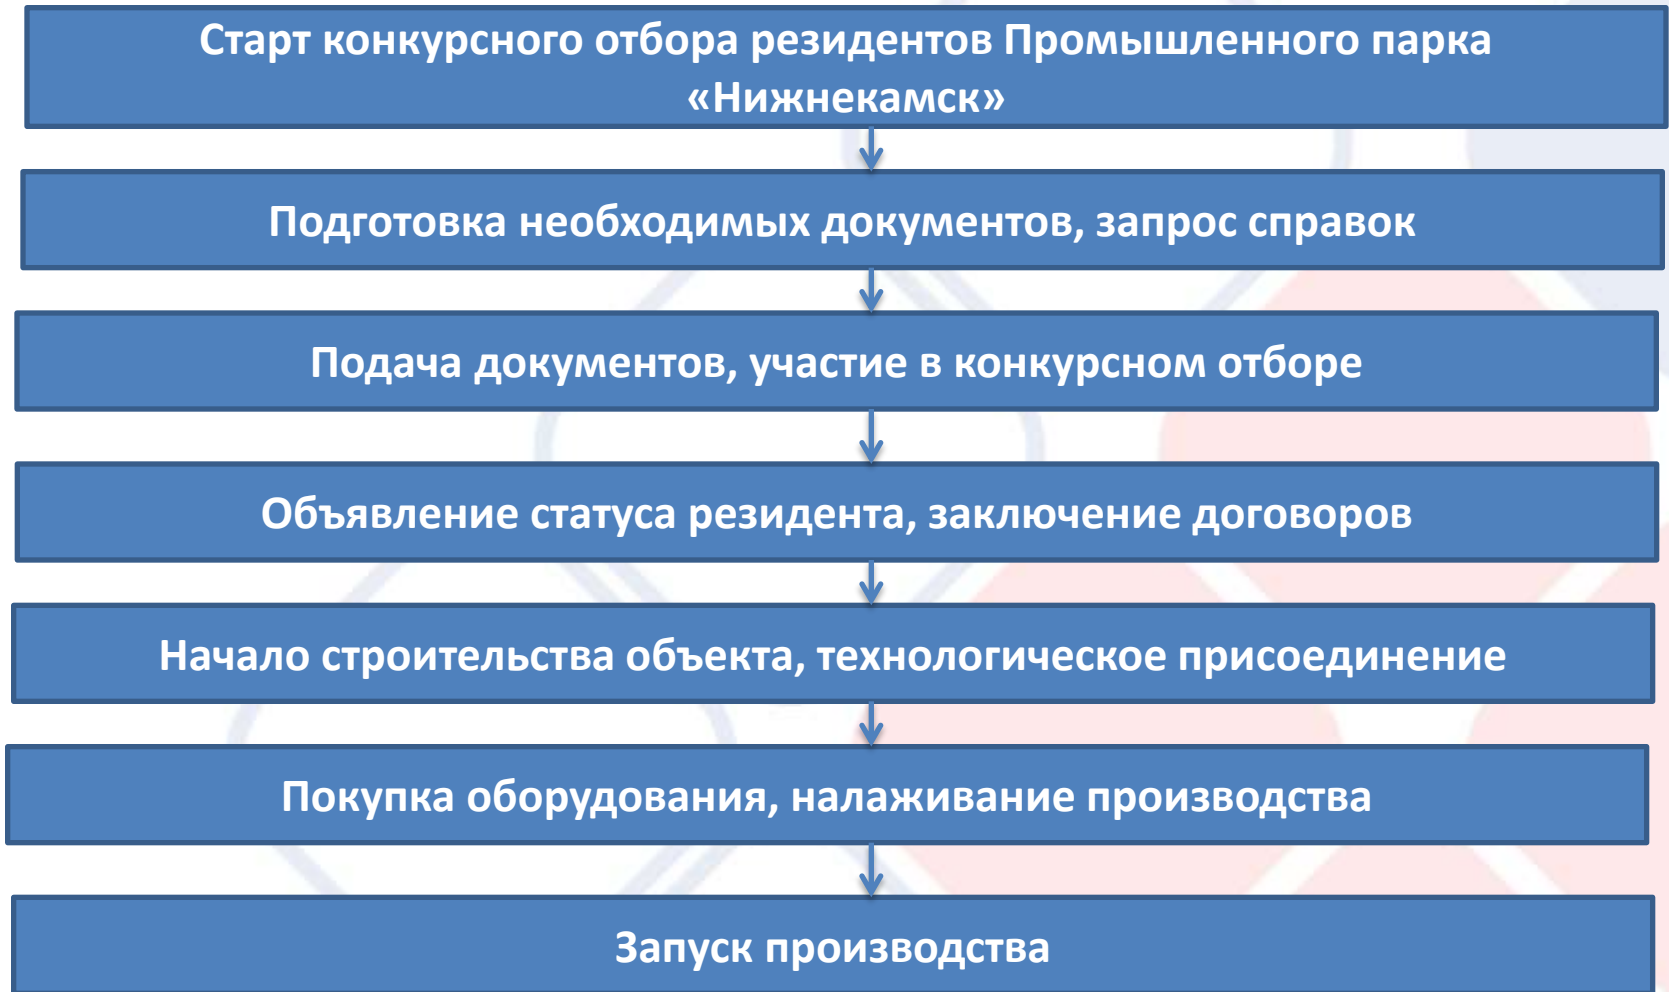 Старт конкурсного отбора резидентов Промышленного парка
«Нижнекамск»
Подготовка необходимых документов, запрос справок
Подача документов, участие в конкурсном отборе
Объявление статуса резидента, заключение договоров
Начало строительства объекта, технологическое присоединение
Покупка оборудования, налаживание производства
Запуск производства